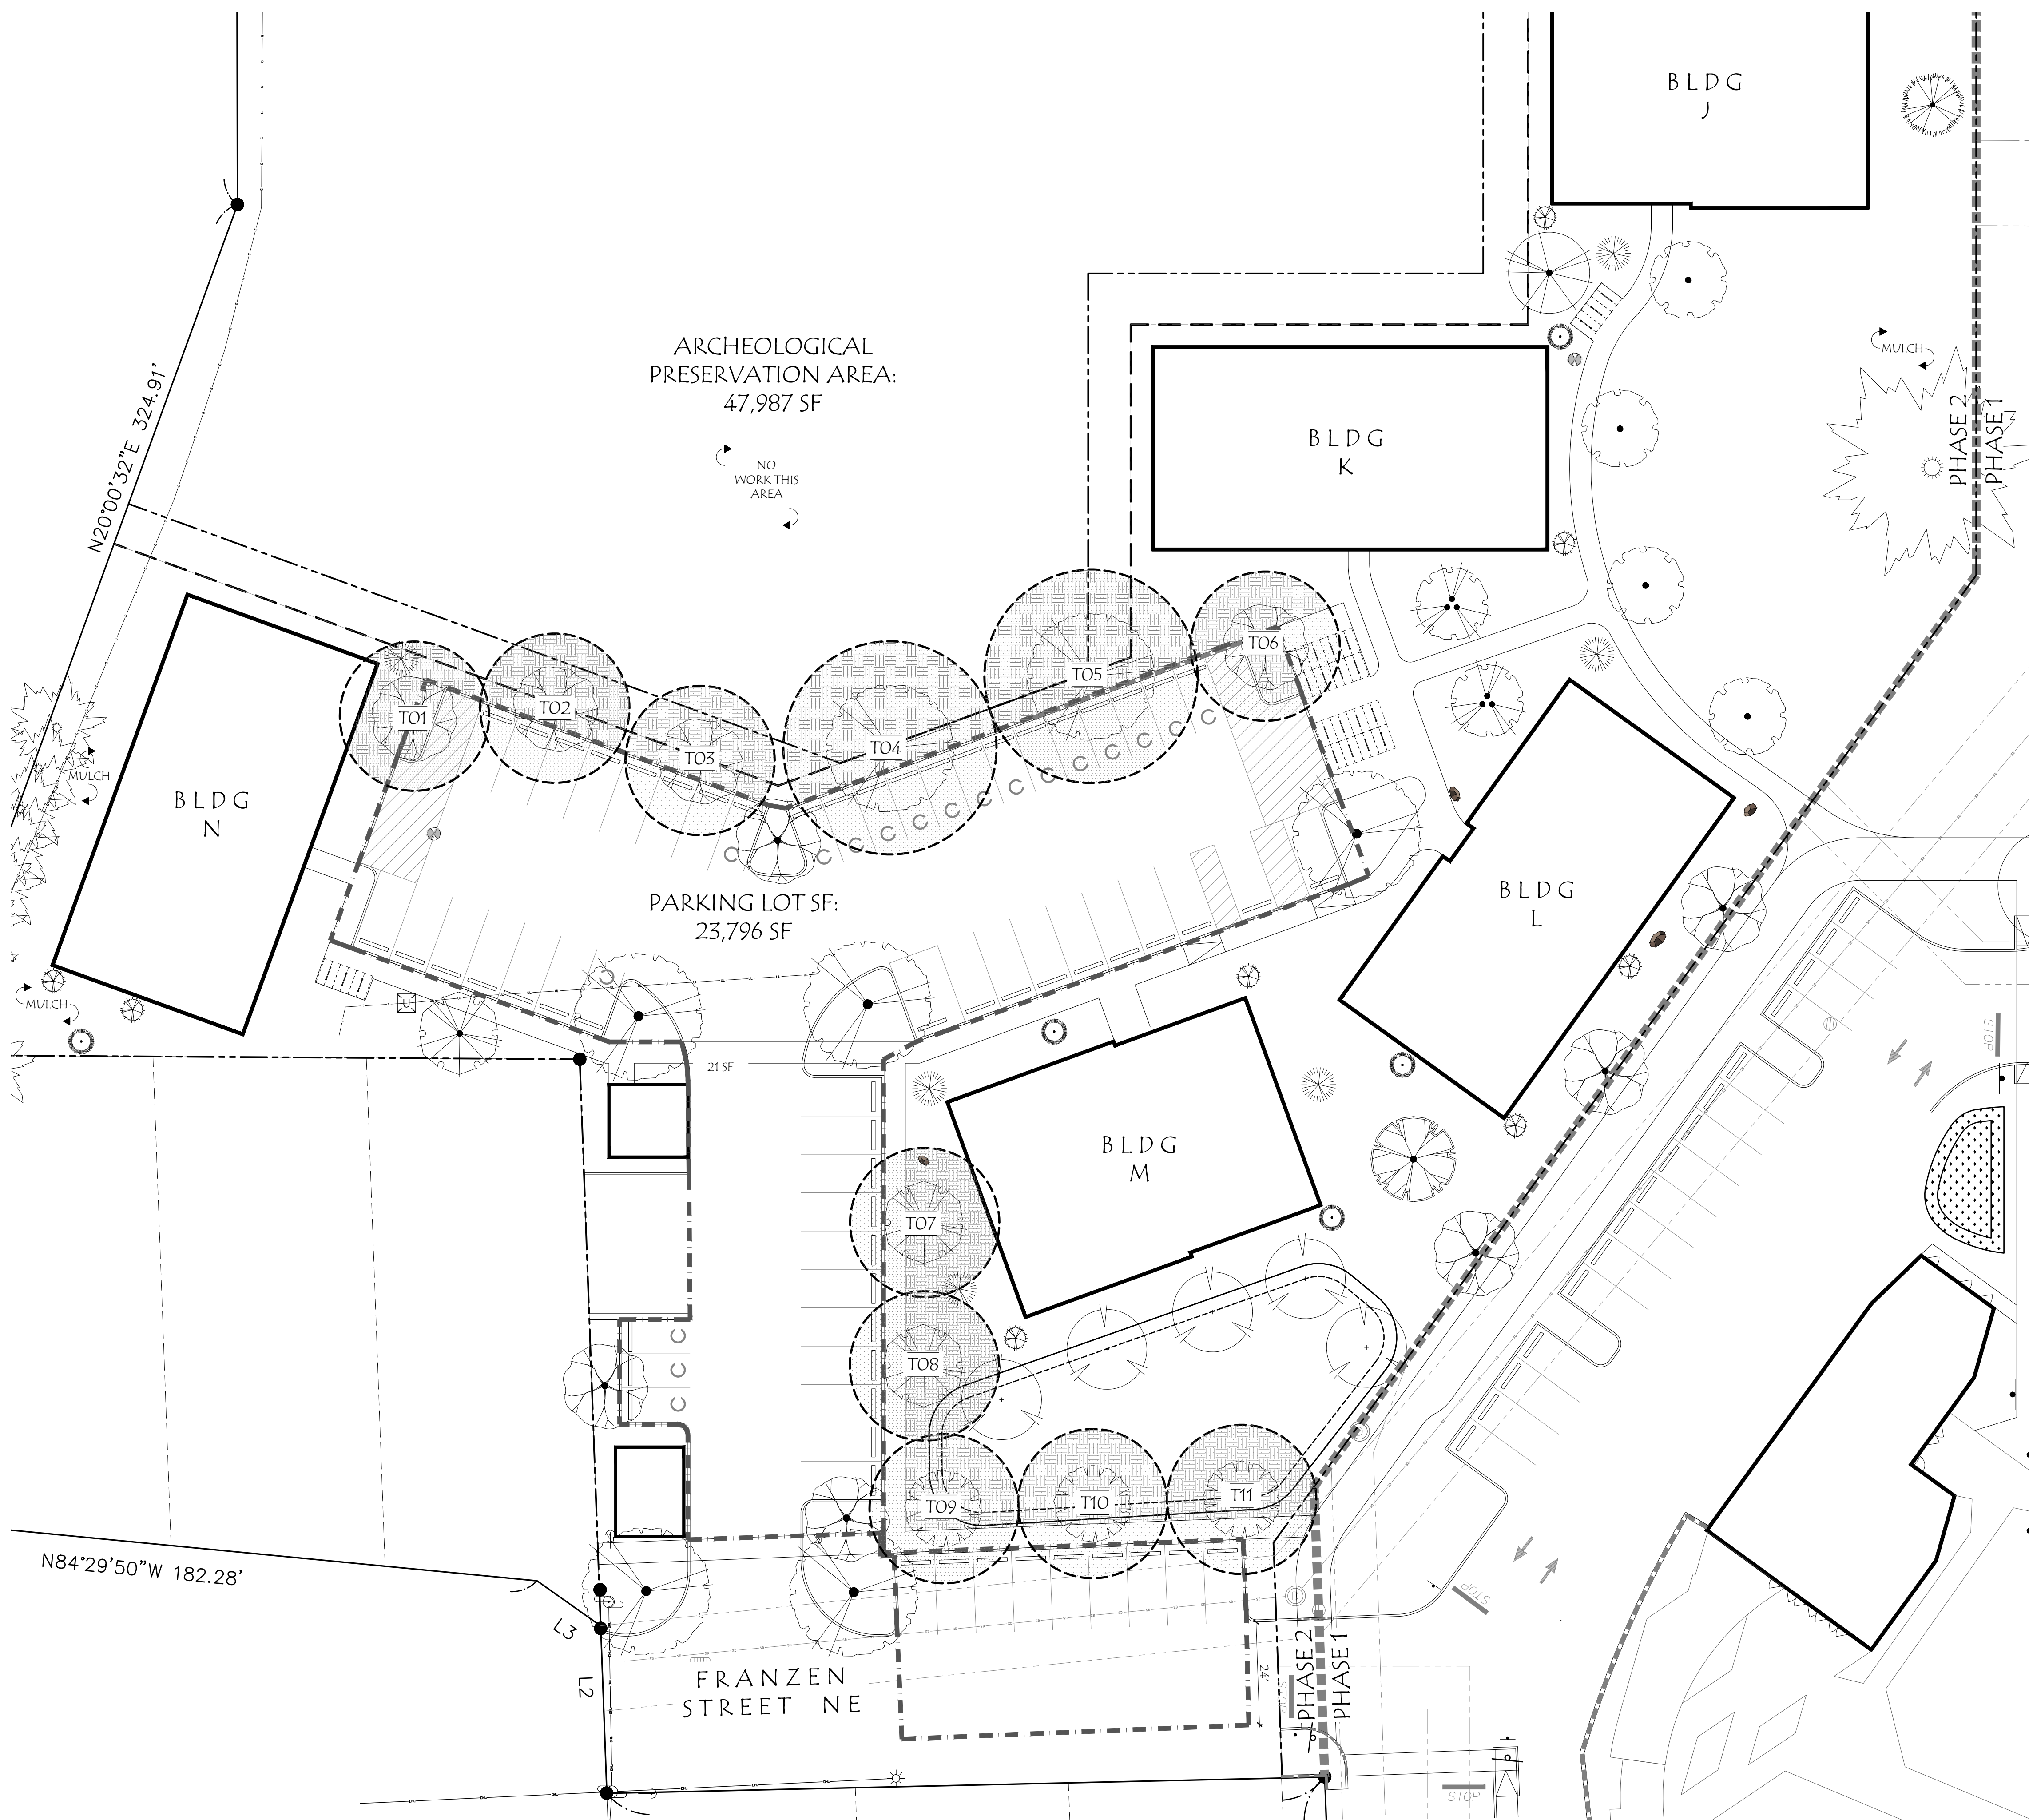 BLDG
J
MULCH
PHASE 2
PHASE 1
ARCHEOLOGICAL
PRESERVATION AREA:
47,987 SF
NO
WORK THIS
AREA
BLDG
K
N20°00'32"E 324.91'
T01
T02
T03
T04
T05
T06
MULCH
BLDG
N
C C C C C C C C C C C C C C
PARKING LOT SF:
23,796 SF
BLDG
L
MULCH
U
C
STOP
21 SF
BLDG
M
T07
T08
C
C
C
T09
T10
T11
N84°29'50"W 182.28'
L3
L2
D
STOP
FRANZEN
STREET NE
24'
STOP
PHASE 2
PHASE 1
STOP